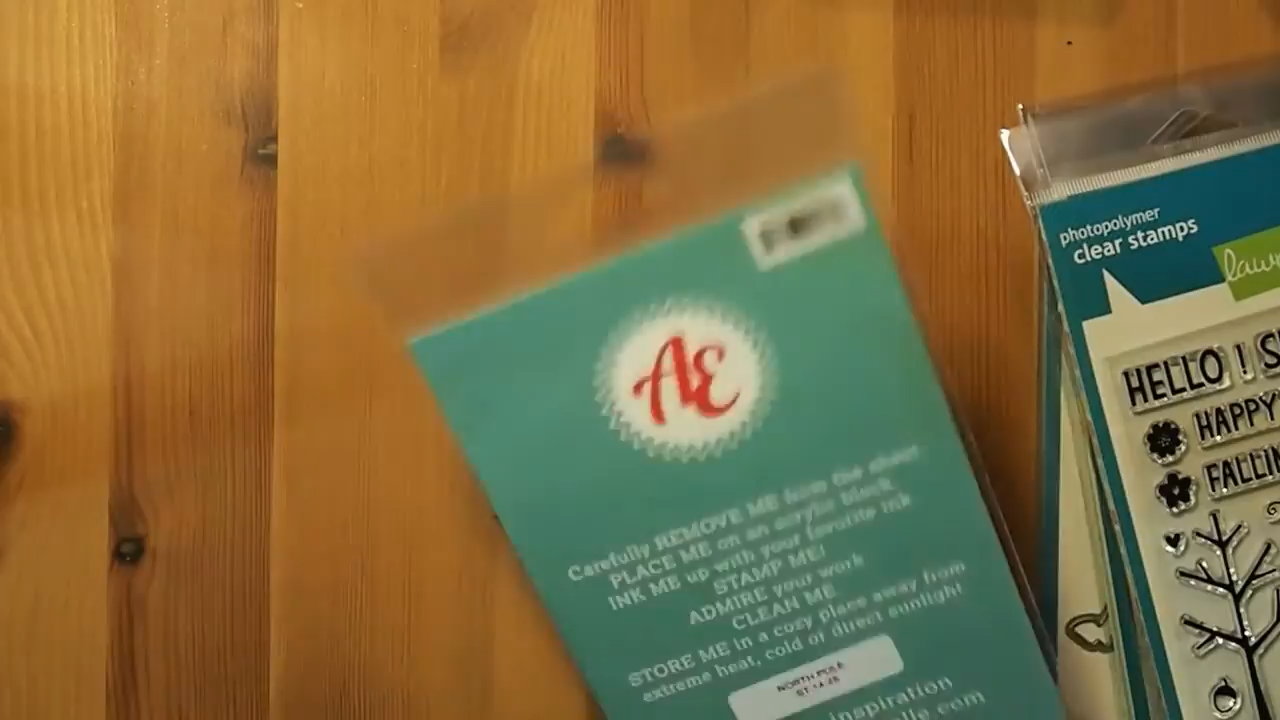 AE
Carefully REMOVE ME from the sheet
PLACE ME on an acrylic block
INK ME up with your favorite ink
STAMP ME!
ADMIRE your work
CLEAN ME
STORE ME in a cozy place away from
extreme heat, cold or direct sunlight
NORTH POLE
inspiration
photopolymer
clear stamps
HELLO !
HAPPY